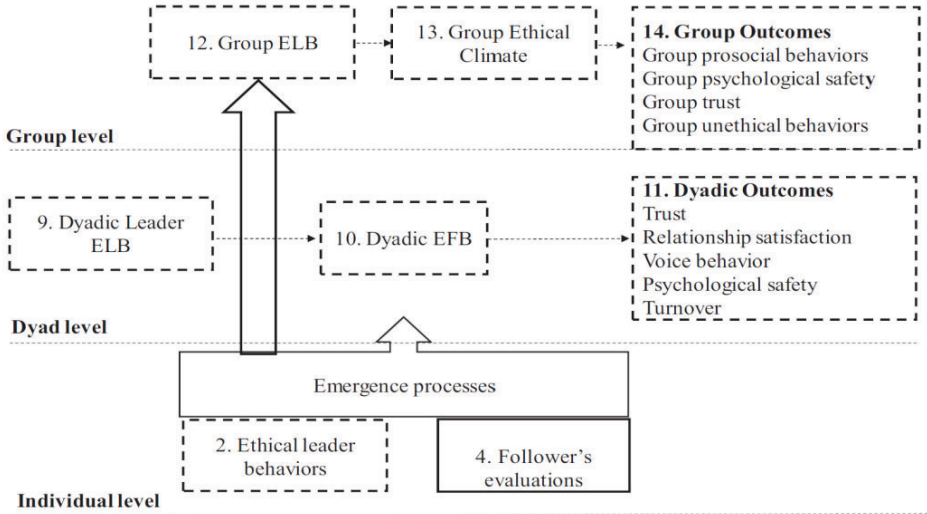 12. Group ELB
13. Group Ethical
Climate
14. Group Outcomes
Group prosocial behaviors
Group psychological safety
Group trust
Group unethical behaviors
Group level
9. Dyadic Leader
ELB
10. Dyadic EFB
11. Dyadic Outcomes
Trust
Relationship satisfaction
Voice behavior
Psychological safety
Turnover
Dyad level
Emergence processes
2. Ethical leader
behaviors
4. Follower’s
evaluations
Individual level